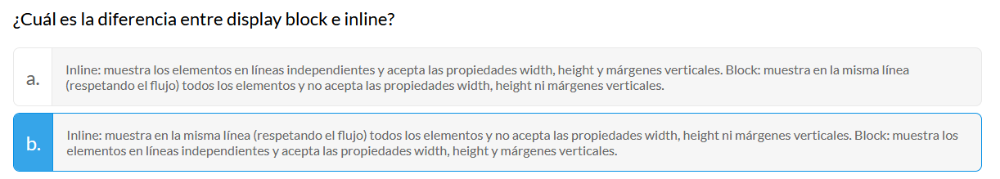 ¿Cuál es la diferencia entre display block e inline?
a.
Inline: muestra los elementos en líneas independientes y acepta las propiedades width, height y márgenes verticales. Block: muestra en la misma línea
(respetando el flujo) todos los elementos y no acepta las propiedades width, height ni márgenes verticales.
b.
Inline: muestra en la misma línea (respetando el flujo) todos los elementos y no acepta las propiedades width, height ni márgenes verticales. Block: muestra los
elementos en líneas independientes y acepta las propiedades width, height y márgenes verticales.